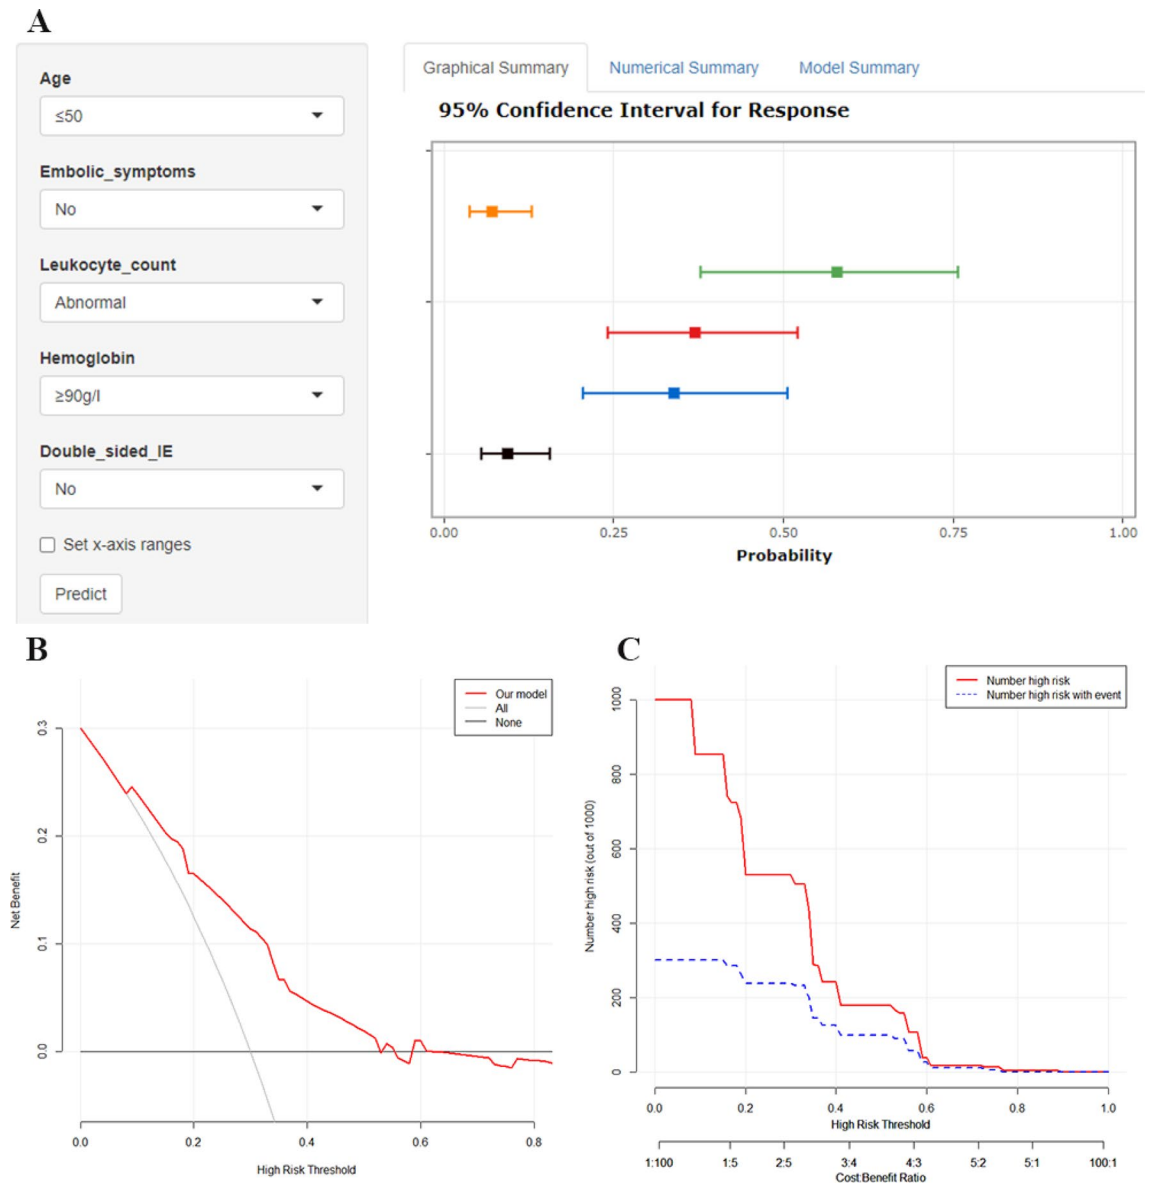 A
Age
≤50
Embolic_symptoms
No
Leukocyte_count
Abnormal
Hemoglobin
≥90g/l
Double_sided_IE
No
Set x-axis ranges
Predict
Graphical Summary Numerical Summary Model Summary
95% Confidence Interval for Response
0.00 0.25 0.50 0.75 1.00
Probability
B
Our model
All
None
0.3
0.2
0.1
0.0
Net Benefit
0.0 0.2 0.4 0.6 0.8
High Risk Threshold
C
Number high risk
Number high risk with event
1000
800
600
400
200
0
Number high risk (out of 1000)
0.0 0.2 0.4 0.6 0.8 1.0
High Risk Threshold
1:100 1:5 2:5 3:4 4:3 5:2 5:1 100:1
Cost:Benefit Ratio